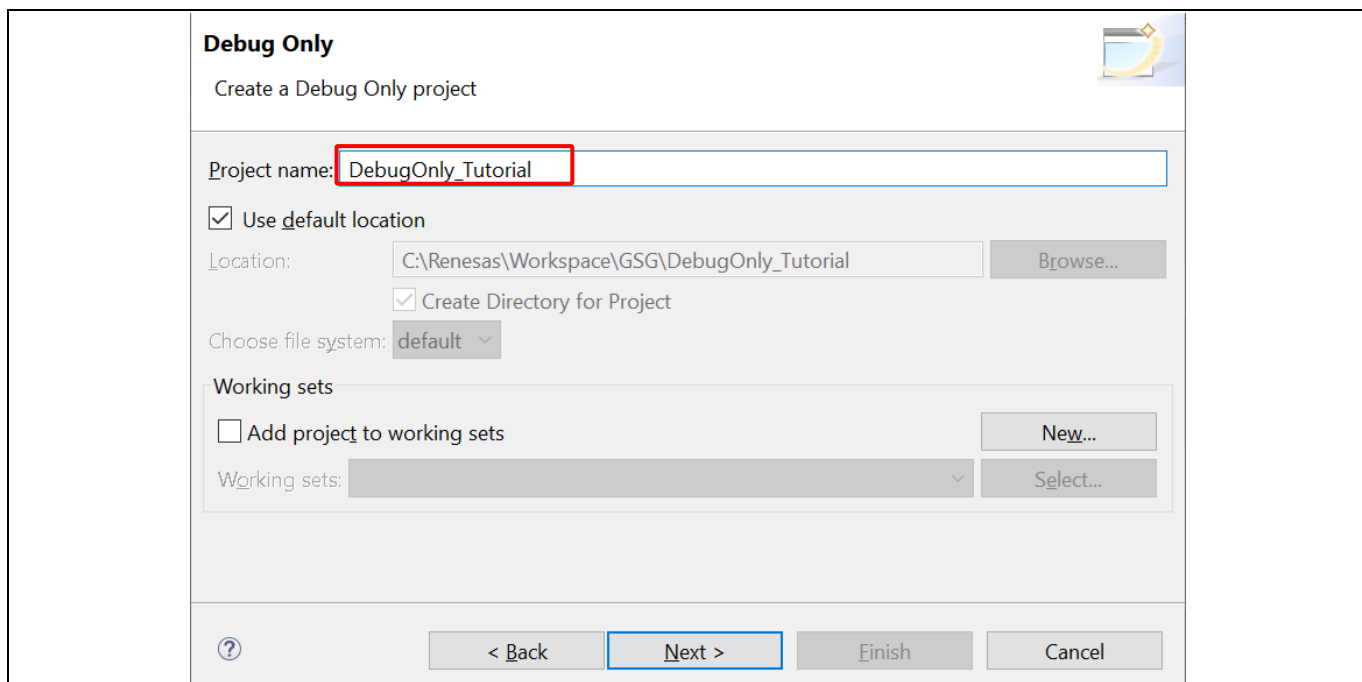 Debug Only
Create a Debug Only project
Project name: DebugOnly_Tutorial
Use default location
Location: C:\Renesas\Workspace\GSG\DebugOnly_Tutorial Browse...
Create Directory for Project
Choose file system: default
Working sets
Add project to working sets New...
Working sets: Select...
? < Back Next > Finish Cancel